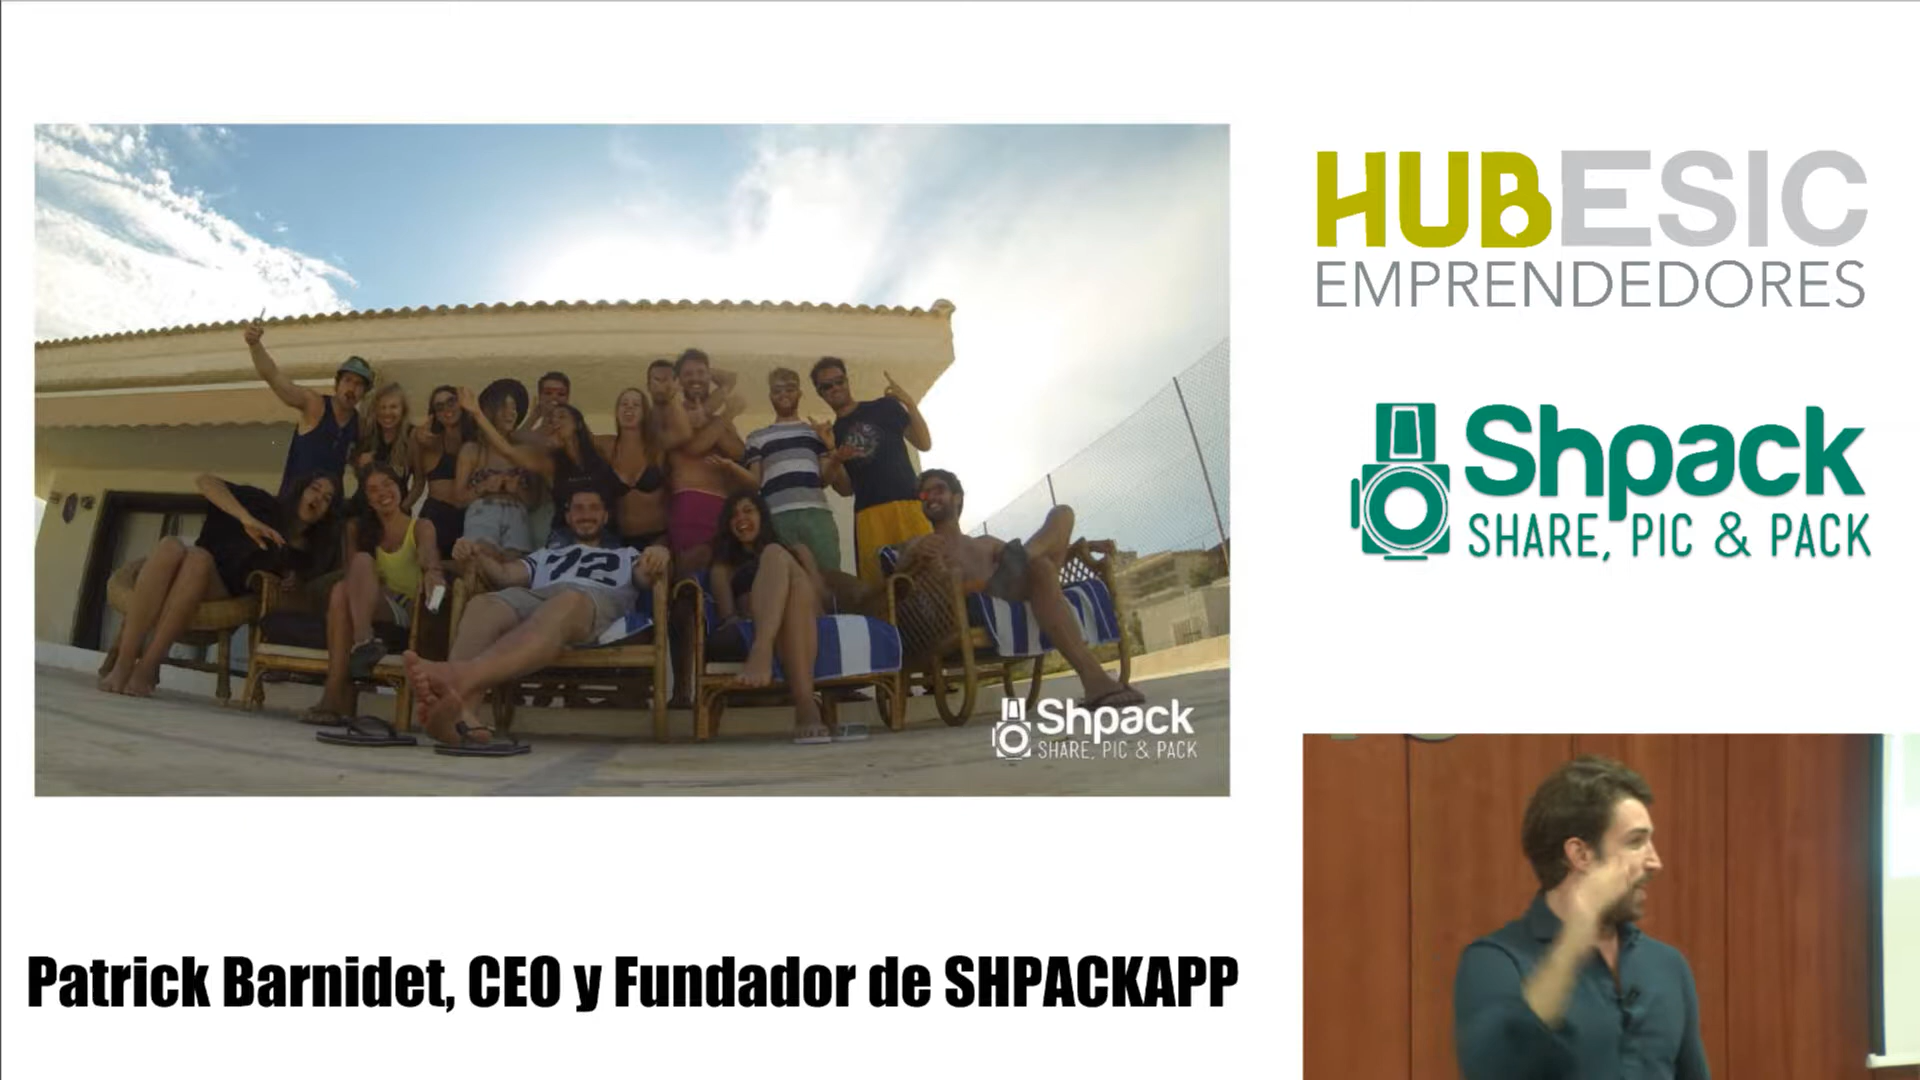 HUBESIC
EMPRENDEDORES
Shpack
SHARE, PIC & PACK
72
Shpack
SHARE, PIC & PACK
Patrick Barnidet, CEO y Fundador de SHPACKAPP